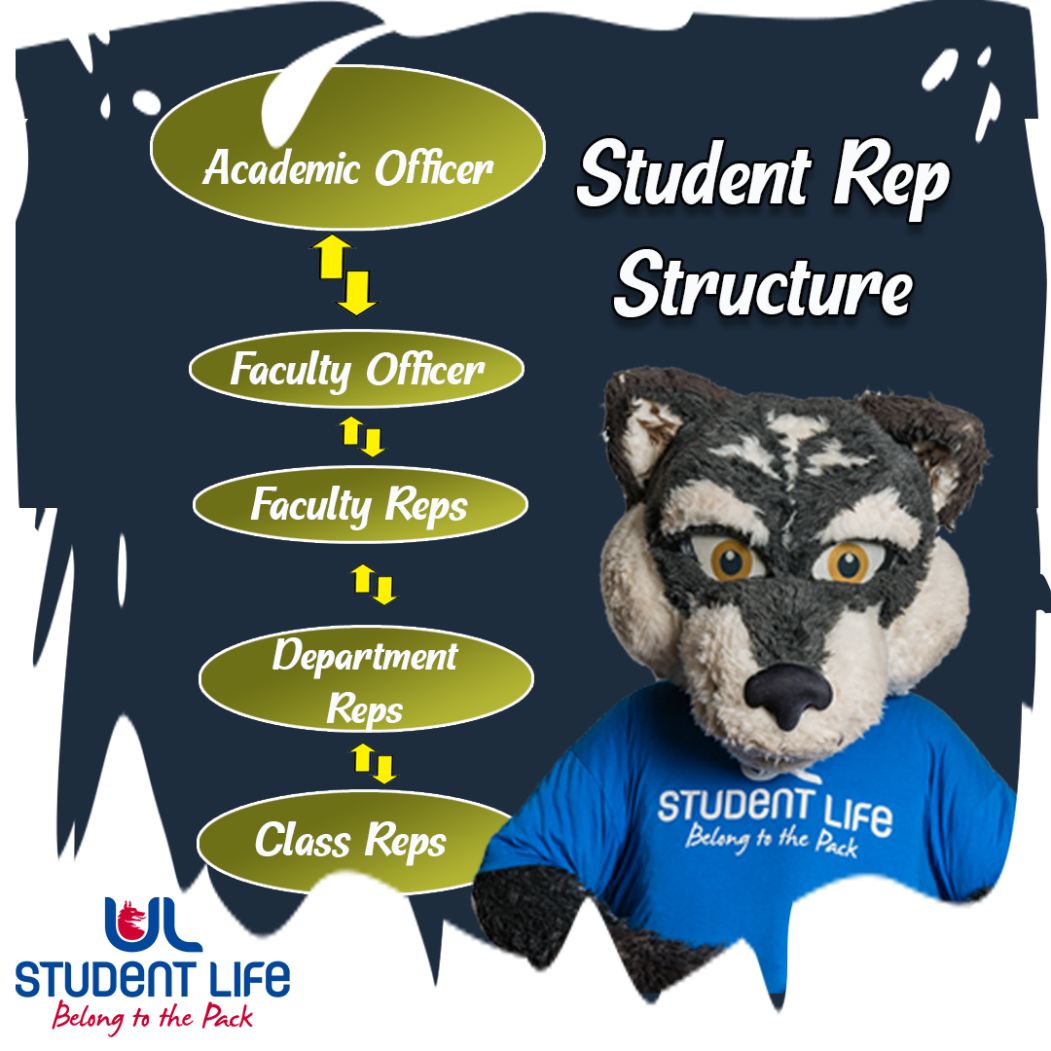 Academic Officer
Student Rep
Structure
Faculty Officer
Faculty Reps
Department
Reps
Class Reps
STUDENT LIFE
Belong to the Pack
UL
STUDENT LIFE
Belong to the Pack